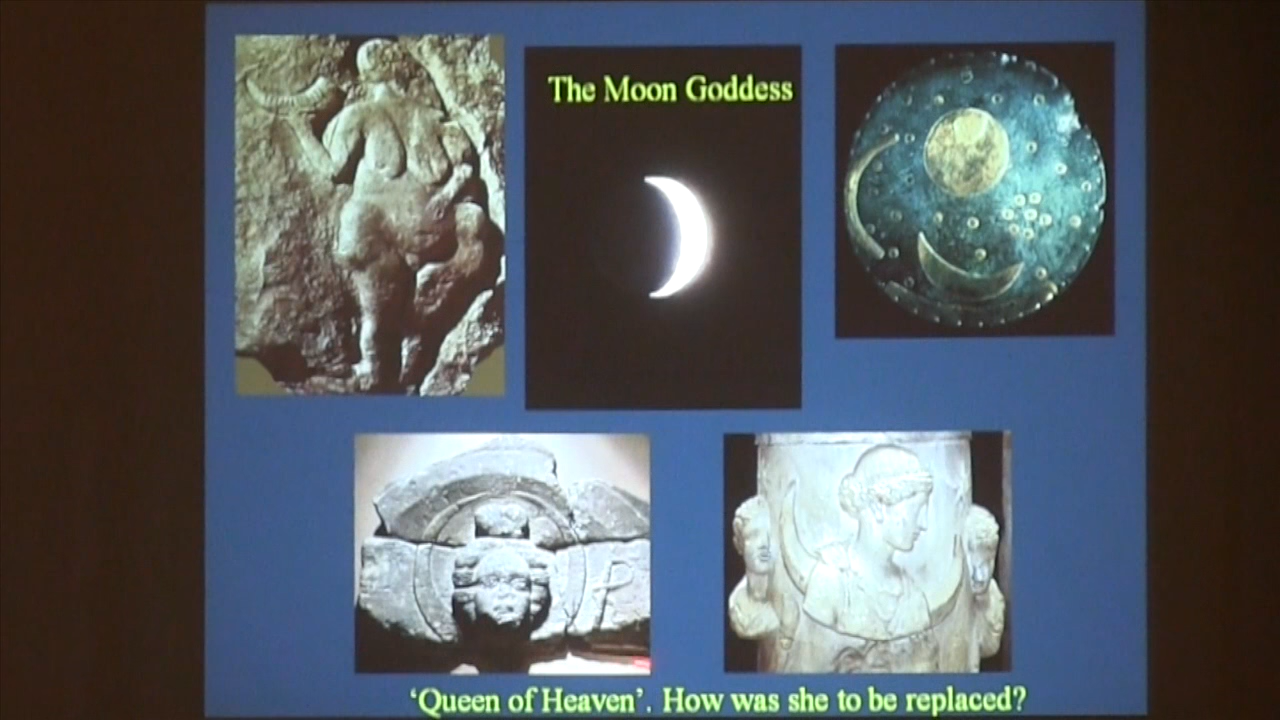 The Moon Goddess
‘Queen of Heaven’. How was she to be replaced?